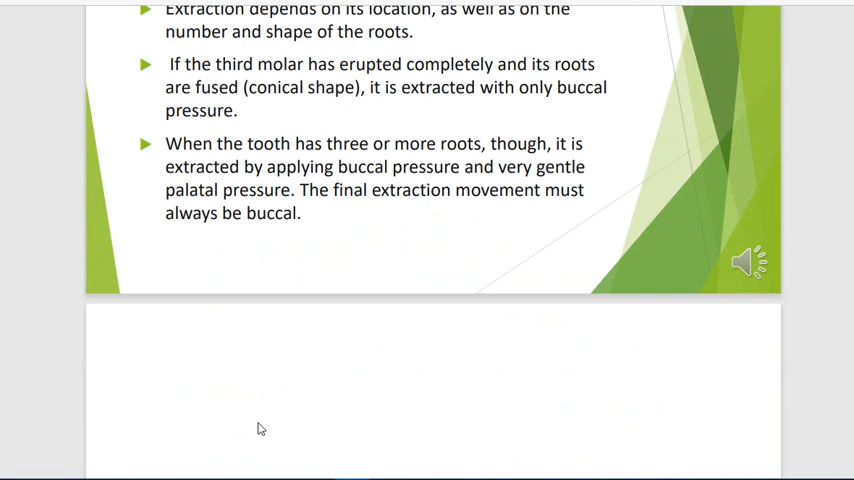 Extraction depends on its location, as well as on the
number and shape of the roots.
If the third molar has erupted completely and its roots
are fused (conical shape), it is extracted with only buccal
pressure.
When the tooth has three or more roots, though, it is
extracted by applying buccal pressure and very gentle
palatal pressure. The final extraction movement must
always be buccal.